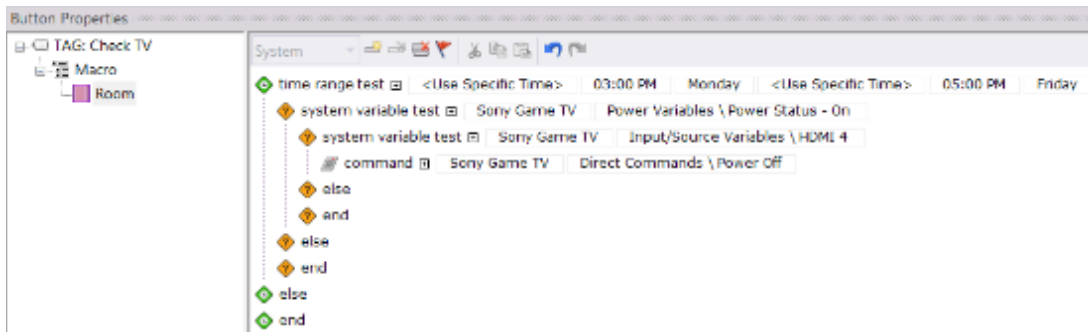 Button Properties
TAG: Check TV
Macro
Room
System
time range test <Use Specific Time> 03:00 PM Monday <Use Specific Time> 05:00 PM Friday
system variable test Sony Game TV Power Variables \ Power Status - On
system variable test Sony Game TV Input/Source Variables \ HDMI 4
command Sony Game TV Direct Commands \ Power Off
else
end
else
end
else
end